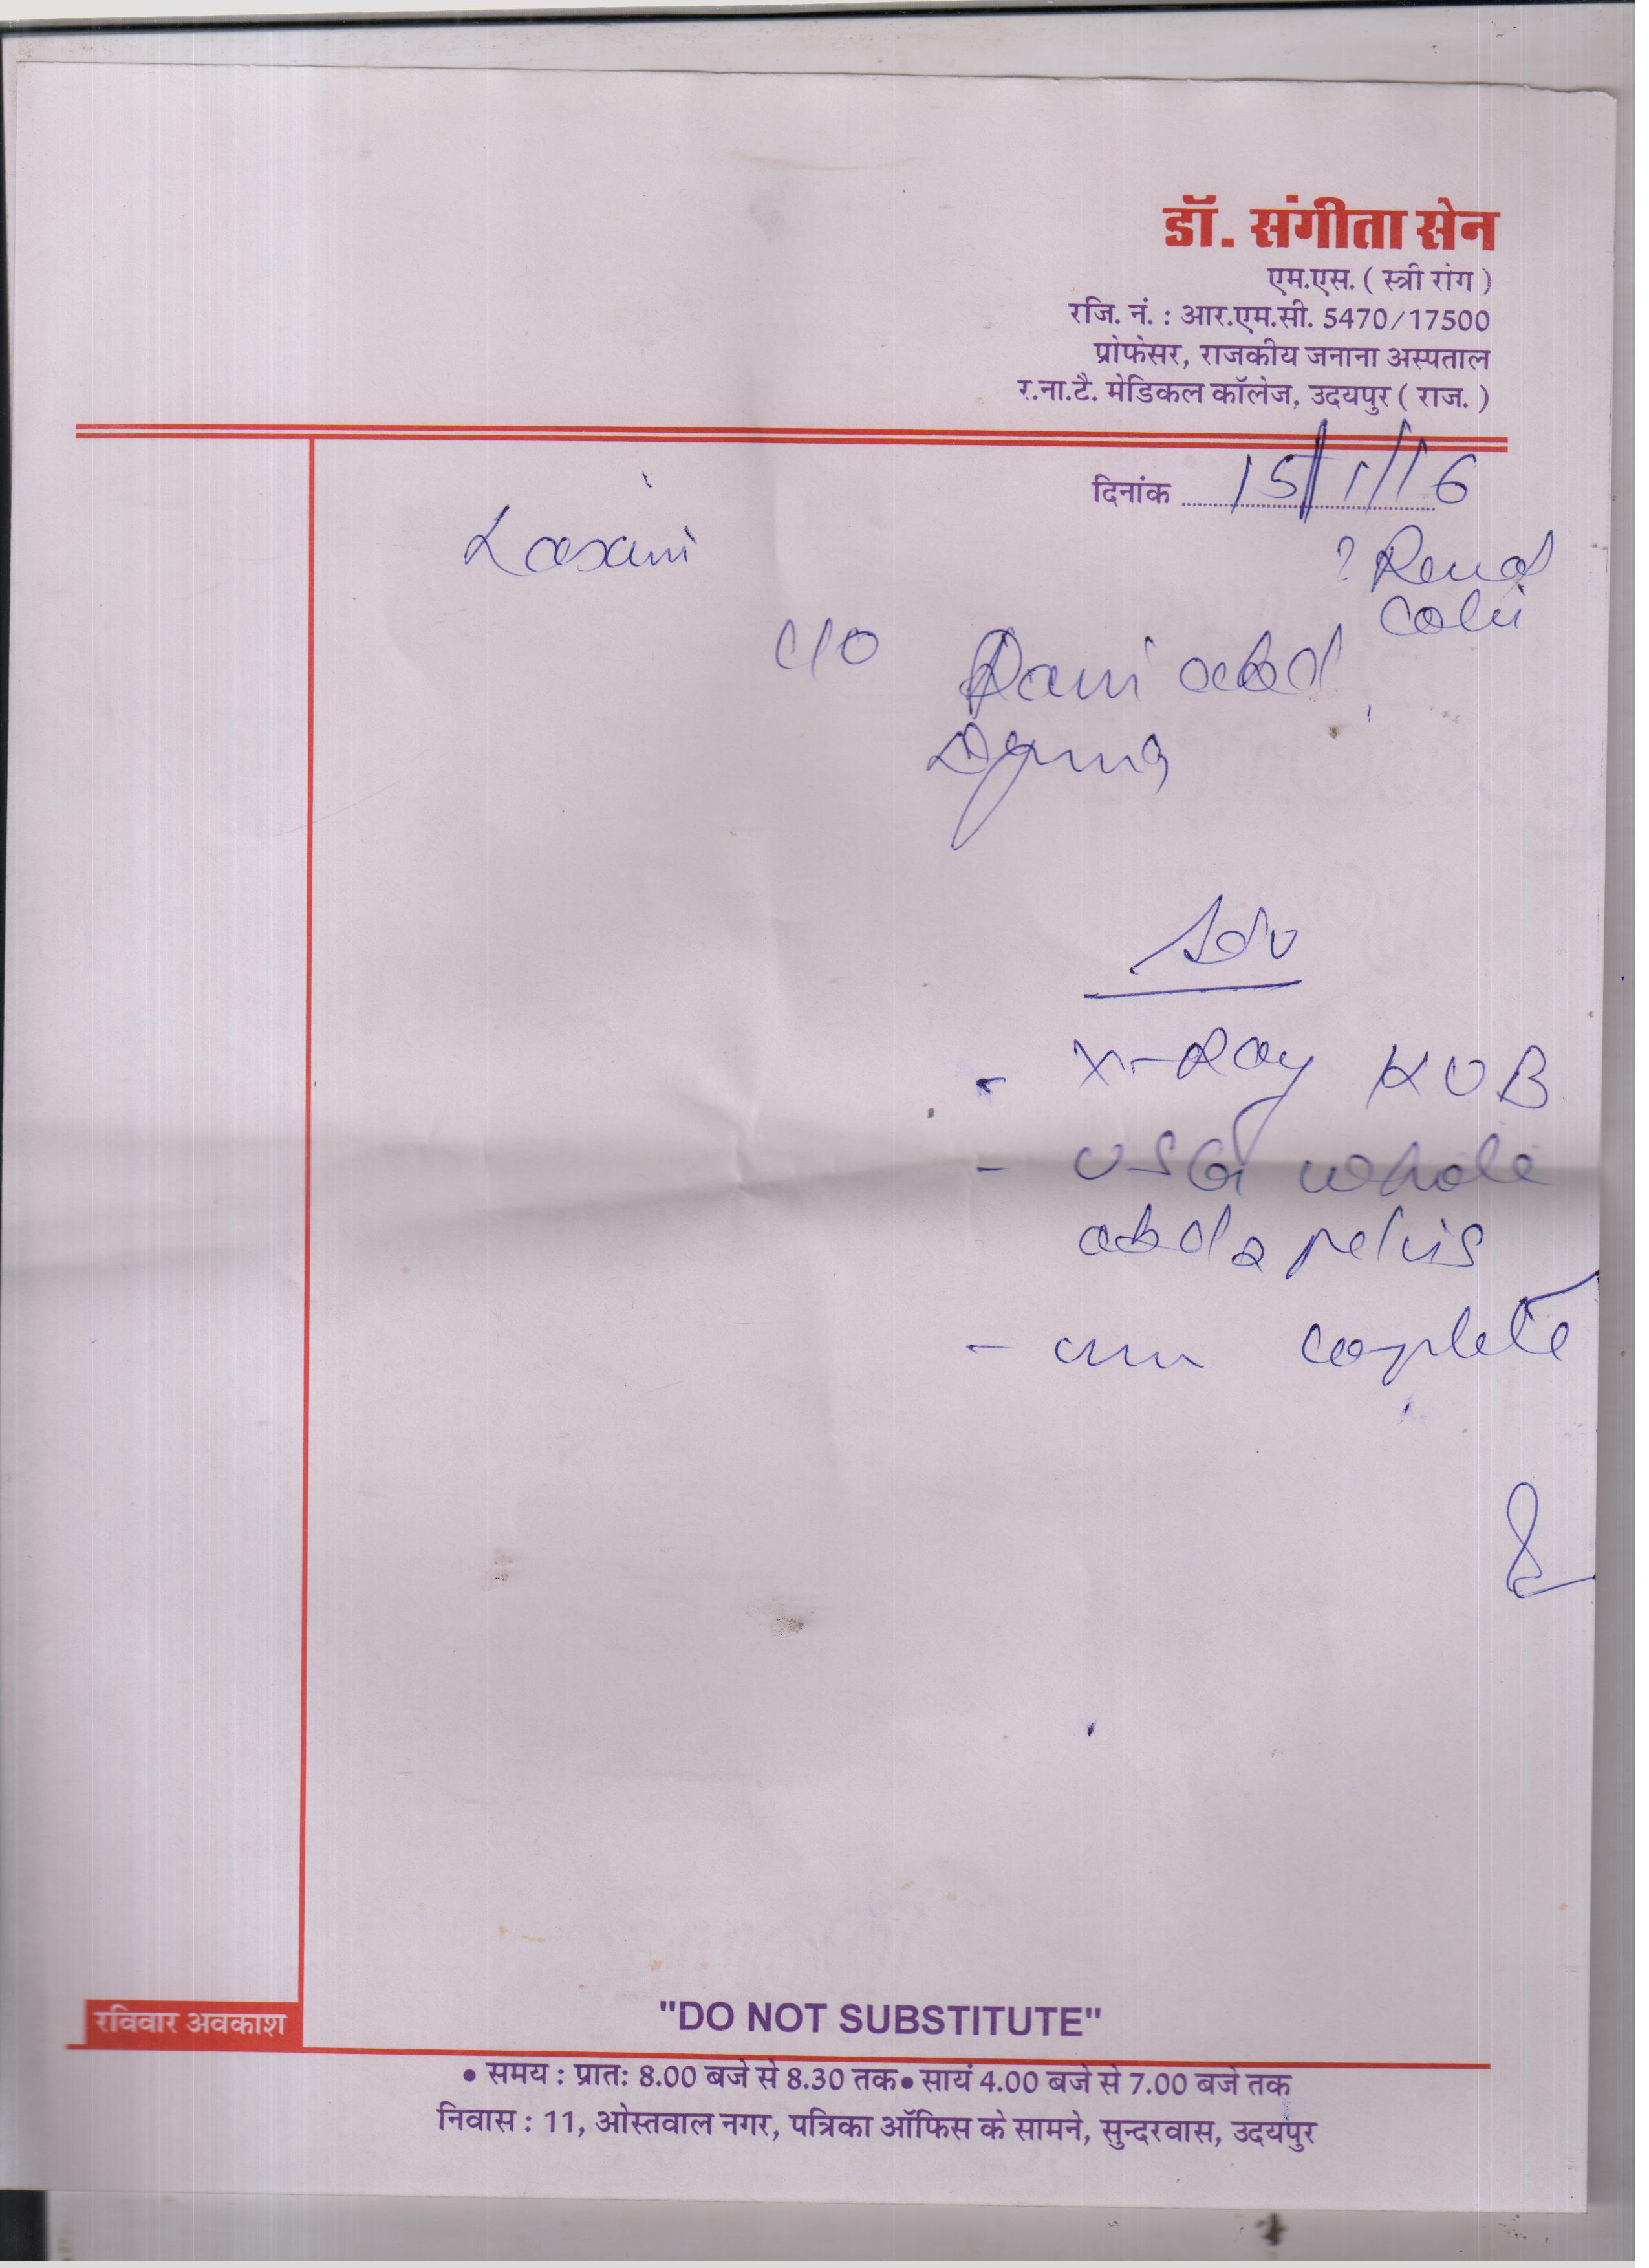 डॉ. संगीता सेन
एम.एस. ( स्त्री रोग )
रजि. नं. : आर.एम.सी. 5470/17500
प्रोफेसर, राजकीय जनाना अस्पताल
र.ना.टै. मेडिकल कॉलेज, उदयपुर ( राज. )
दिनांक 15/1/16
? Renal
Colic
C/O Pain abd
Adv
- X-Ray KUB
- USG whole
abd & pelvis
complete
रविवार अवकाश
"DO NOT SUBSTITUTE"
• समय : प्रातः 8.00 बजे से 8.30 तक • सायं 4.00 बजे से 7.00 बजे तक
निवास : 11, ओस्तवाल नगर, पत्रिका ऑफिस के सामने, सुन्दरवास, उदयपुर